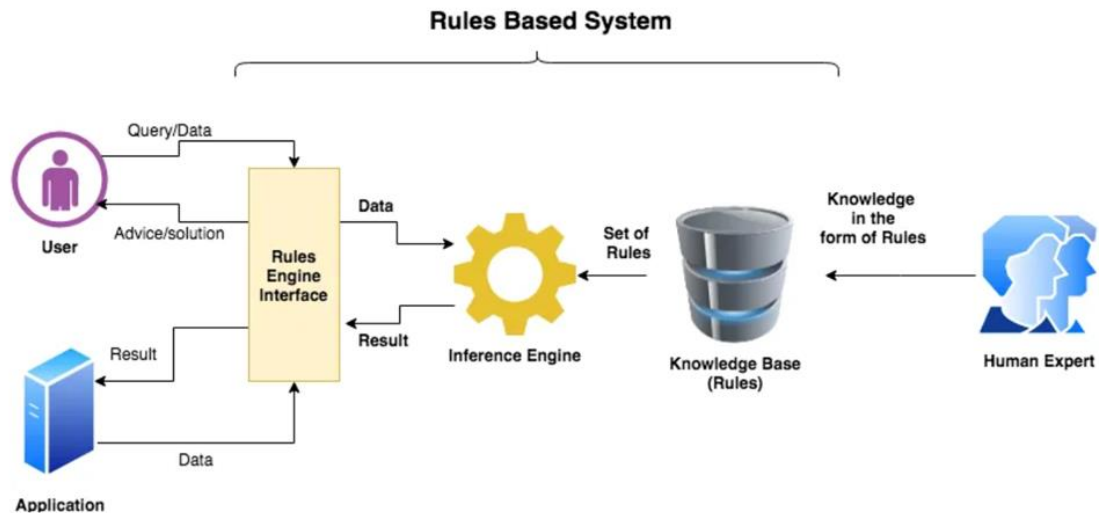 Rules Based System
Query/Data
User
Advice/solution
Rules
Engine
Interface
Data
Result
Inference Engine
Set of
Rules
Knowledge Base
(Rules)
Knowledge
in the
form of Rules
Human Expert
Result
Data
Application